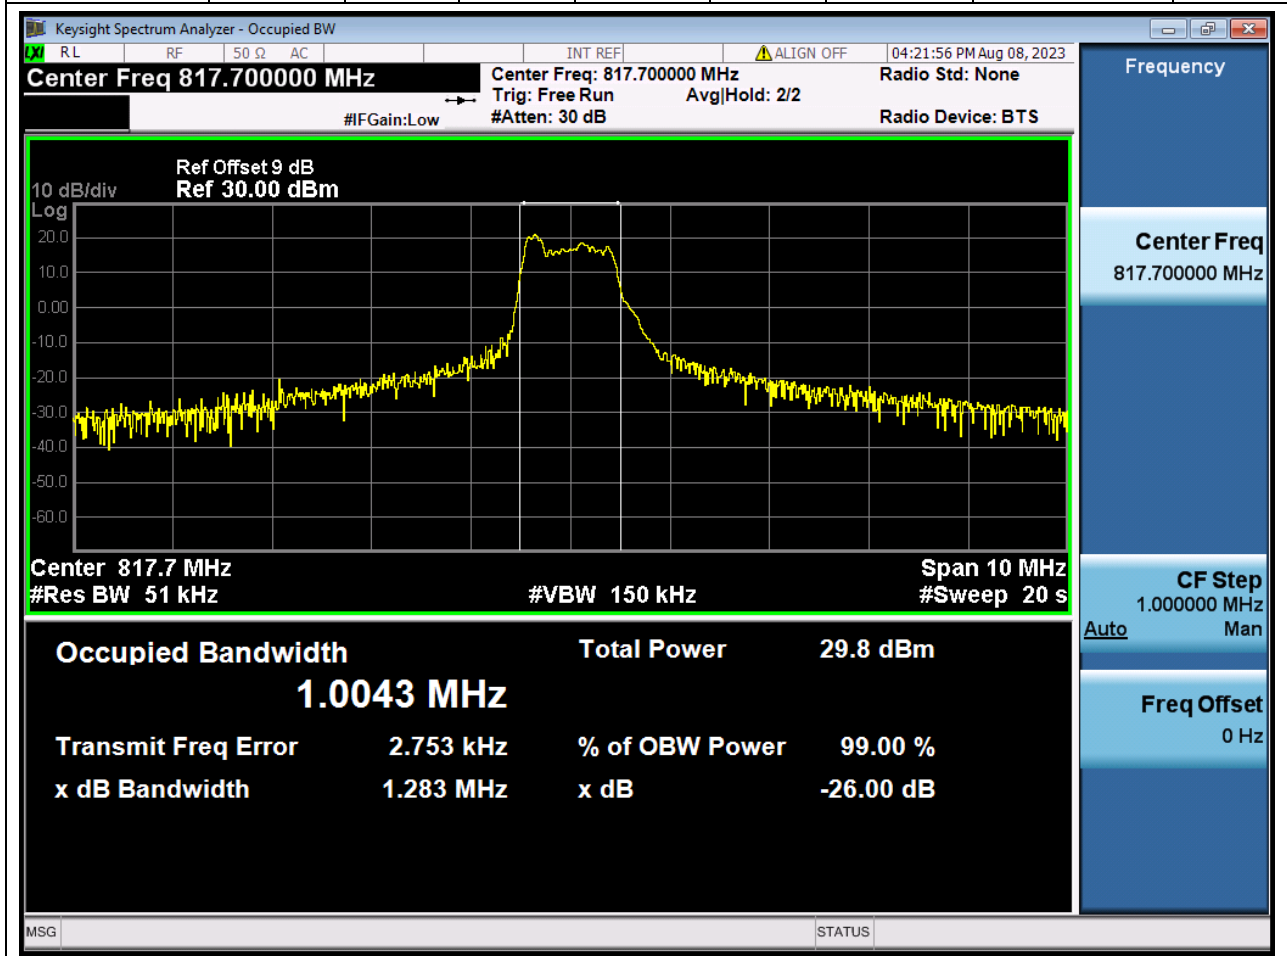 Keysight Spectrum Analyzer - Occupied BW
LXI RL RF 50 Ω AC INT REF ALIGN OFF 04:21:56 PM Aug 08, 2023
Center Freq 817.700000 MHz
Center Freq: 817.700000 MHz Radio Std: None
Trig: Free Run Avg|Hold: 2/2
#IFGain:Low #Atten: 30 dB Radio Device: BTS
Ref Offset 9 dB
10 dB/div Ref 30.00 dBm
Log
20.0
10.0
0.00
-10.0
-20.0
-30.0
-40.0
-50.0
-60.0
Center 817.7 MHz Span 10 MHz
#Res BW 51 kHz #VBW 150 kHz #Sweep 20 s
Occupied Bandwidth Total Power 29.8 dBm
1.0043 MHz
Transmit Freq Error 2.753 kHz % of OBW Power 99.00 %
x dB Bandwidth 1.283 MHz x dB -26.00 dB
Frequency
Center Freq
817.700000 MHz
CF Step
1.000000 MHz
Auto Man
Freq Offset
0 Hz
MSG STATUS